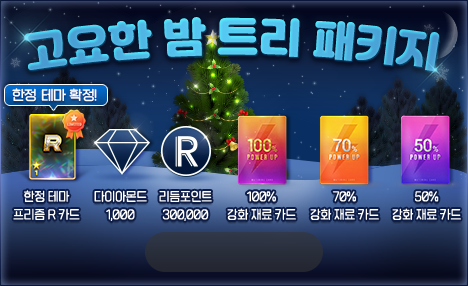 고요한 밤 트리 패키지
한정 테마 확정!
R
1
R
100%
POWER UP
70%
POWER UP
50%
POWER UP
한정 테마
프리즘 R 카드
다이아몬드
1,000
리듬포인트
300,000
100%
강화 재료 카드
70%
강화 재료 카드
50%
강화 재료 카드